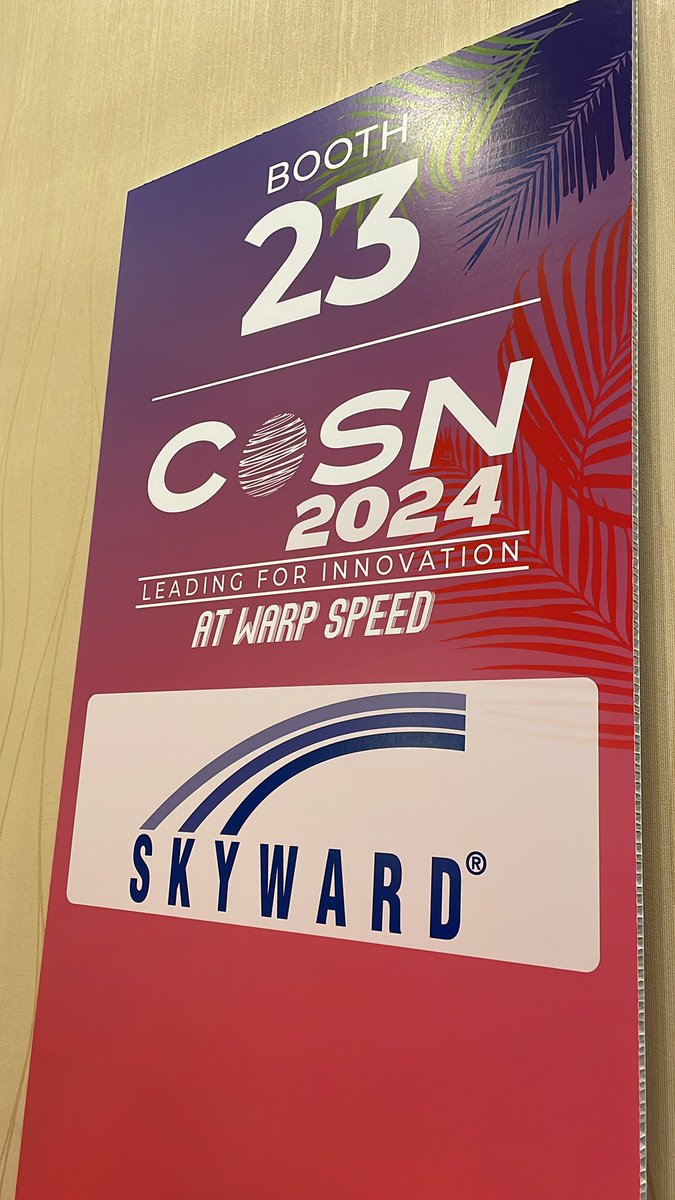 BOOTH
23
COSN
2024
LEADING FOR INNOVATION
AT WARP SPEED
SKYWARD®